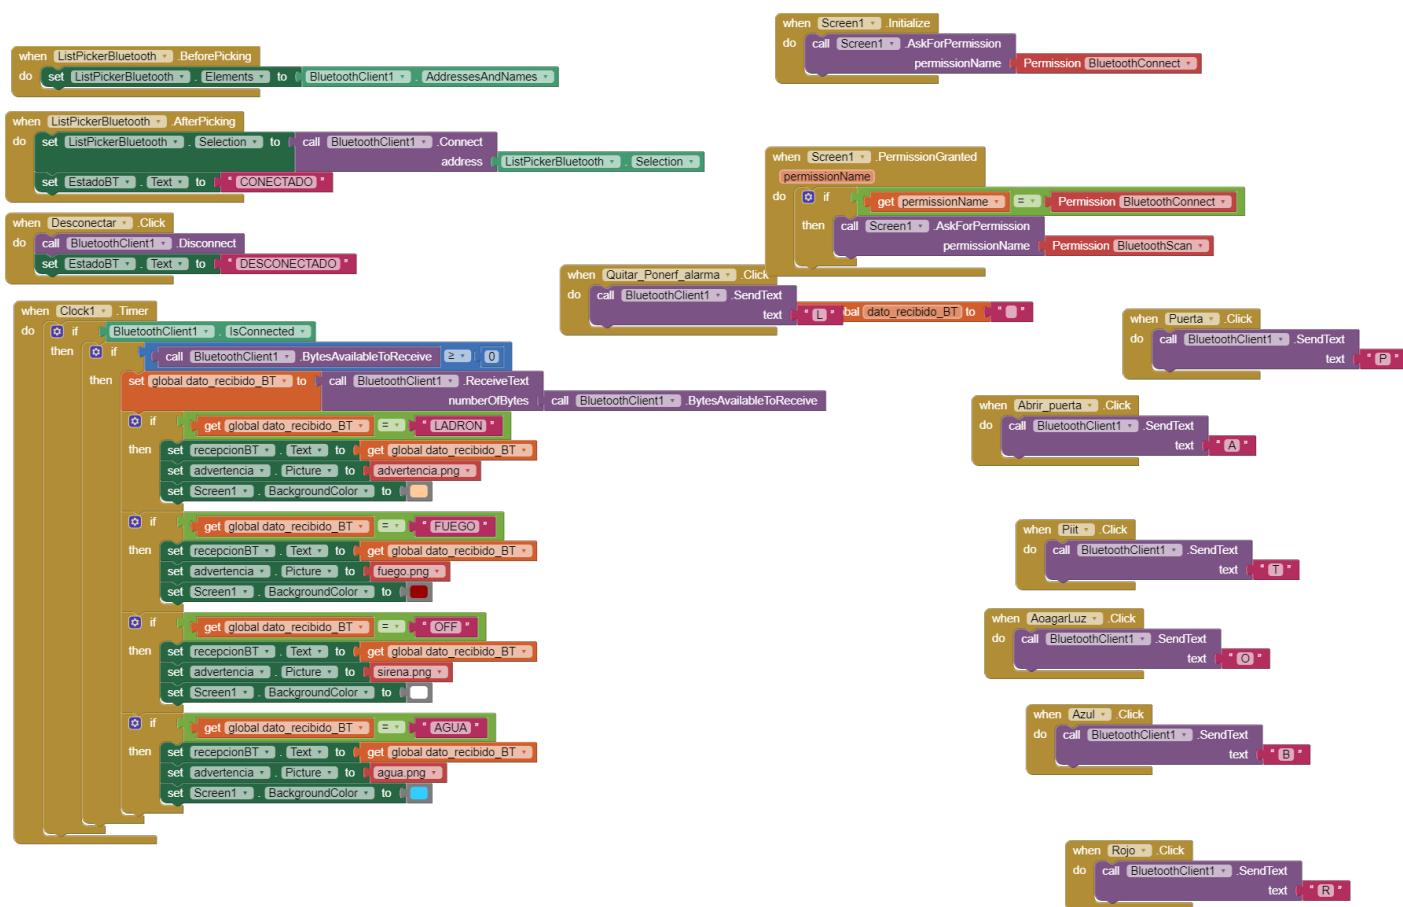 when ListPickerBluetooth .BeforePicking
do set ListPickerBluetooth . Elements to BluetoothClient1 . AddressesAndNames
when ListPickerBluetooth .AfterPicking
do set ListPickerBluetooth . Selection to call BluetoothClient1 .Connect
address ListPickerBluetooth . Selection
set EstadoBT . Text to " CONECTADO "
when Desconectar .Click
do call BluetoothClient1 .Disconnect
set EstadoBT . Text to " DESCONECTADO "
when Clock1 .Timer
do if BluetoothClient1 . IsConnected
then if call BluetoothClient1 .BytesAvailableToReceive ≥ 0
then set global dato_recibido_BT to call BluetoothClient1 .ReceiveText
numberOfBytes call BluetoothClient1 .BytesAvailableToReceive
if get global dato_recibido_BT = " LADRON "
then set recepcionBT . Text to get global dato_recibido_BT
set advertencia . Picture to advertencia.png
set Screen1 . BackgroundColor to
if get global dato_recibido_BT = " FUEGO "
then set recepcionBT . Text to get global dato_recibido_BT
set advertencia . Picture to fuego.png
set Screen1 . BackgroundColor to
if get global dato_recibido_BT = " OFF "
then set recepcionBT . Text to get global dato_recibido_BT
set advertencia . Picture to sirena.png
set Screen1 . BackgroundColor to
if get global dato_recibido_BT = " AGUA "
then set recepcionBT . Text to get global dato_recibido_BT
set advertencia . Picture to agua.png
set Screen1 . BackgroundColor to
when Screen1 .Initialize
do call Screen1 .AskForPermission
permissionName Permission BluetoothConnect
when Screen1 .PermissionGranted
permissionName
do if get permissionName = Permission BluetoothConnect
then call Screen1 .AskForPermission
permissionName Permission BluetoothScan
when Quitar_Ponerf_alarma .Click
do call BluetoothClient1 .SendText
text " L "
dato_recibido_BT to " "
when Puerta .Click
do call BluetoothClient1 .SendText
text " P "
when Abrir_puerta .Click
do call BluetoothClient1 .SendText
text " A "
when Piit .Click
do call BluetoothClient1 .SendText
text " T "
when AoagarLuz .Click
do call BluetoothClient1 .SendText
text " O "
when Azul .Click
do call BluetoothClient1 .SendText
text " B "
when Rojo .Click
do call BluetoothClient1 .SendText
text " R "